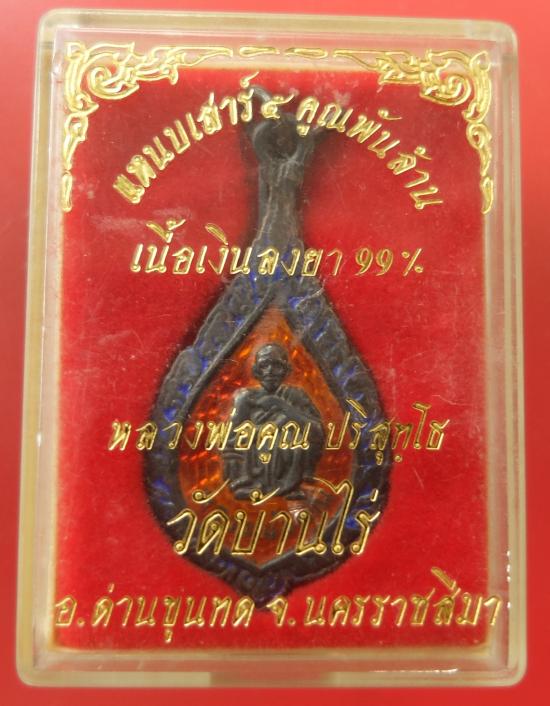 แหนบเสาร์ ๕ คูณพันล้าน
เนื้อเงินลงยา 99%
หลวงพ่อคูณ ปริสุทฺโธ
วัดบ้านไร่
อ.ด่านขุนทด จ.นครราชสีมา